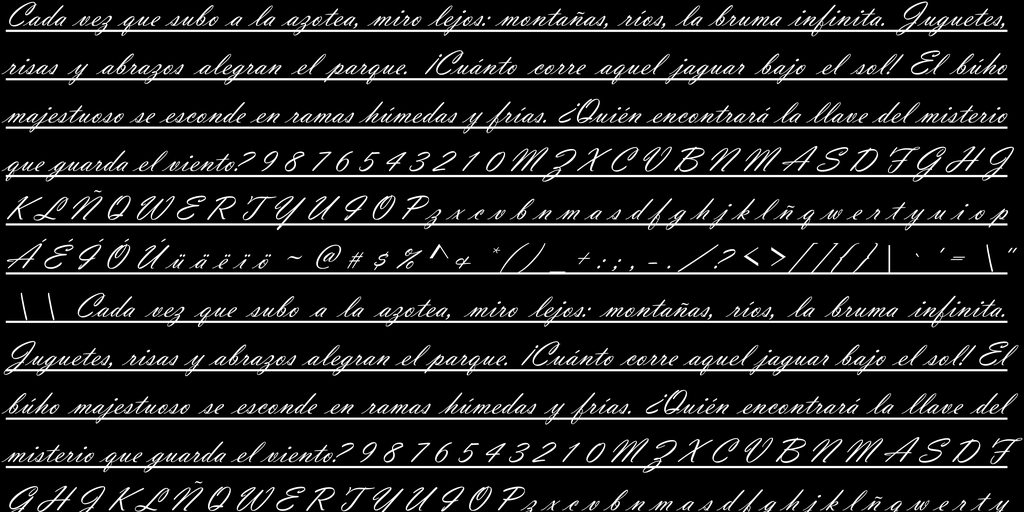 Cada vez que subo a la azotea, miro lejos: montañas, ríos, la bruma infinita. Juguetes,
risas y abrazos alegran el parque. ¡Cuánto corre aquel jaguar bajo el sol! El búho
majestuoso se esconde en ramas húmedas y frías. ¿Quién encontrará la llave del misterio
que guarda el viento? 9 8 7 6 5 4 3 2 1 0 M Z X C V B N M A S D F G H J
K L Ñ Q W E R T Y U I O P z x c v b n m a s d f g h j k l ñ q w e r t y u i o p
Á É Í Ó Ú ü ä ë ï ö ~ @ # $ % ^ & * ( ) _ + : ; , - . / ? < > [ ] { } | ` ' = \ "
\ \ Cada vez que subo a la azotea, miro lejos: montañas, ríos, la bruma infinita.
Juguetes, risas y abrazos alegran el parque. ¡Cuánto corre aquel jaguar bajo el sol! El
búho majestuoso se esconde en ramas húmedas y frías. ¿Quién encontrará la llave del
misterio que guarda el viento? 9 8 7 6 5 4 3 2 1 0 M Z X C V B N M A S D F
G H J K L Ñ Q W E R T Y U I O P z x c v b n m a s d f g h j k l ñ q w e r t y